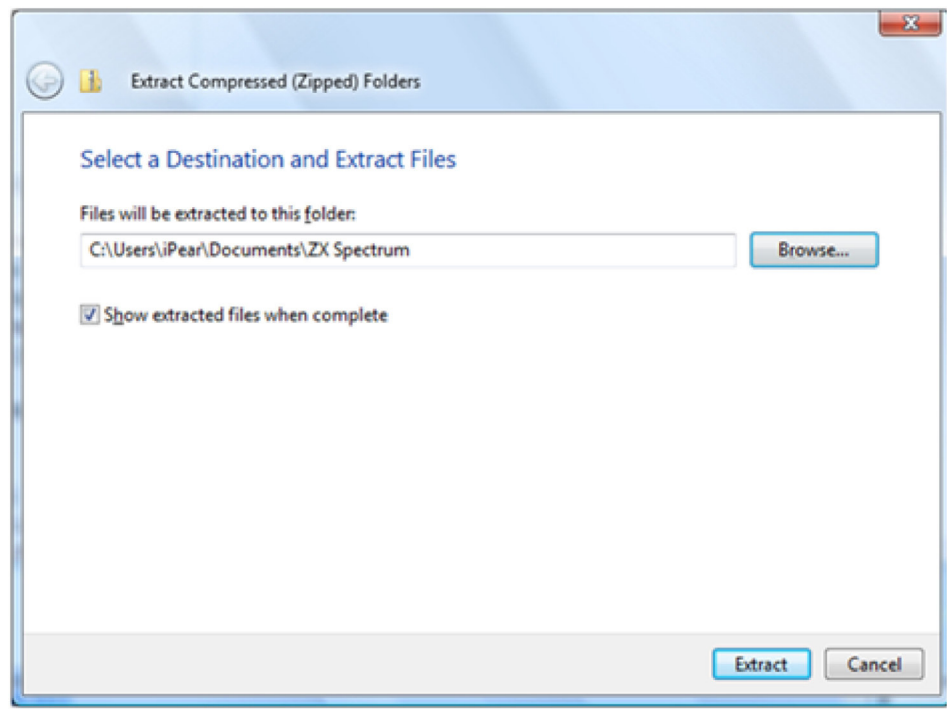 Extract Compressed (Zipped) Folders
Select a Destination and Extract Files
Files will be extracted to this folder:
C:\Users\iPear\Documents\ZX Spectrum
Browse...
Show extracted files when complete
Extract
Cancel